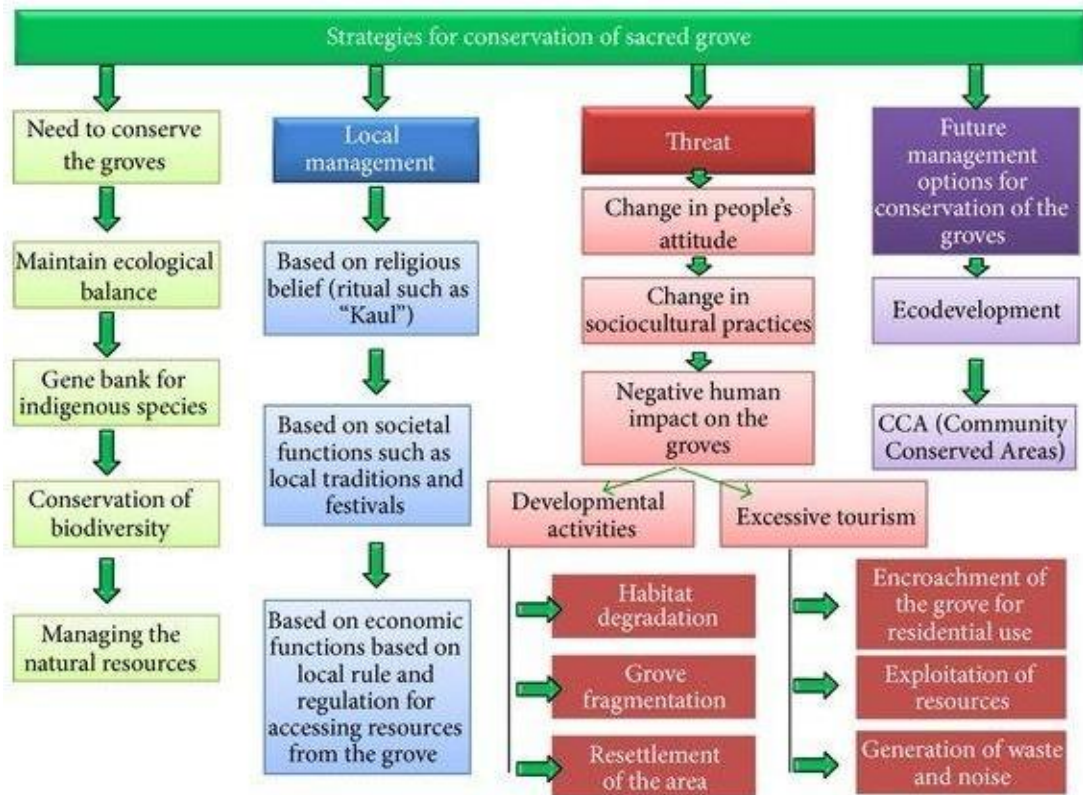 Strategies for conservation of sacred grove
Need to conserve
the groves
Maintain ecological
balance
Gene bank for
indigenous species
Conservation of
biodiversity
Managing the
natural resources
Local
management
Based on religious
belief (ritual such as
“Kaul”)
Based on societal
functions such as
local traditions and
festivals
Based on economic
functions based on
local rule and
regulation for
accessing resources
from the grove
Threat
Change in people’s
attitude
Change in
sociocultural practices
Negative human
impact on the
groves
Developmental
activities
Habitat
degradation
Grove
fragmentation
Resettlement
of the area
Excessive tourism
Encroachment of
the grove for
residential use
Exploitation of
resources
Generation of waste
and noise
Future
management
options for
conservation of the
groves
Ecodevelopment
CCA (Community
Conserved Areas)